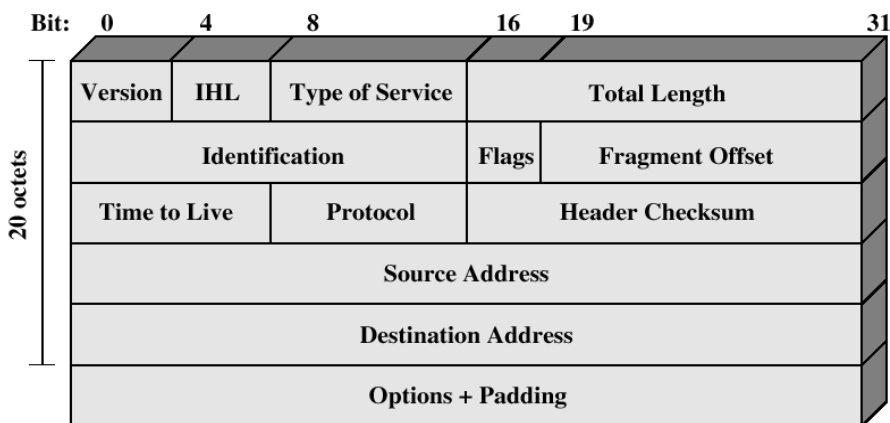 Bit: 0 4 8 16 19 31
Version IHL Type of Service Total Length
Identification Flags Fragment Offset
Time to Live Protocol Header Checksum
Source Address
Destination Address
Options + Padding
20 octets